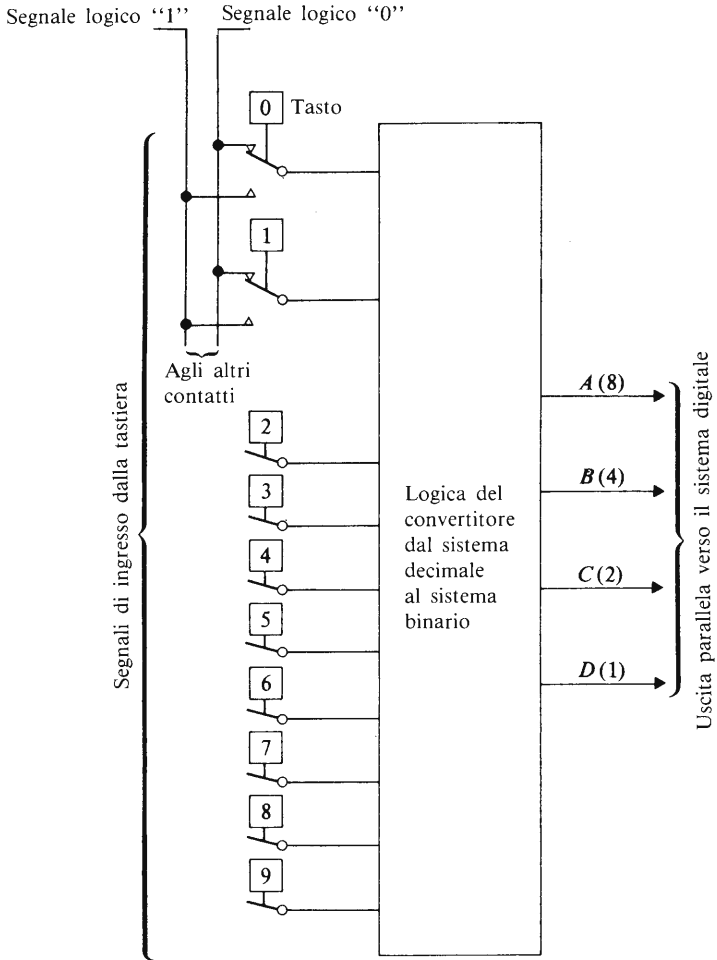 Segnale logico “1”
Segnale logico “0”
0 Tasto
1
Agli altri
contatti
Segnali di ingresso dalla tastiera
2
3
4
5
6
7
8
9
Logica del
convertitore
dal sistema
decimale
al sistema
binario
A(8)
B(4)
C(2)
D(1)
Uscita parallela verso il sistema digitale